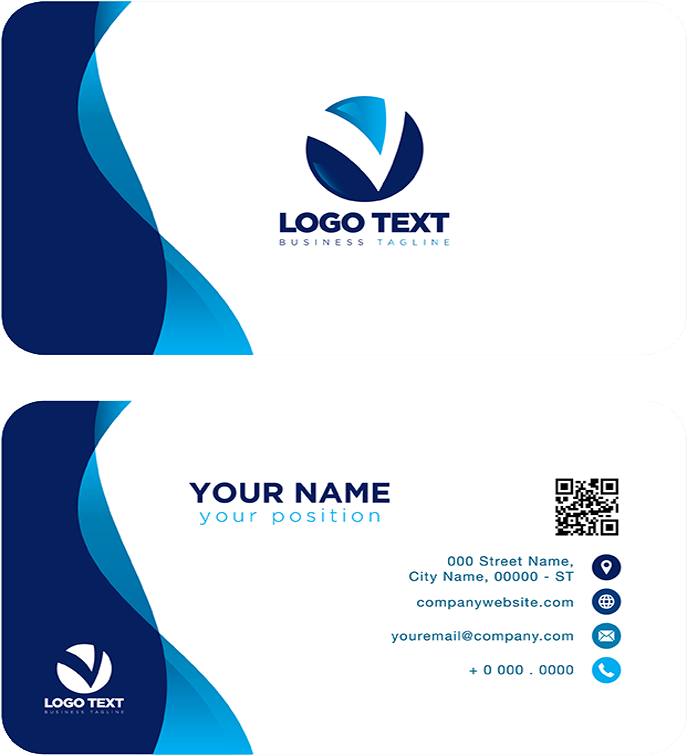 LOGO TEXT
BUSINESS TAGLINE
YOUR NAME
your position
000 Street Name,
City Name, 00000 - ST
companywebsite.com
youremail@company.com
+ 0 000 . 0000
LOGO TEXT
BUSINESS TAGLINE